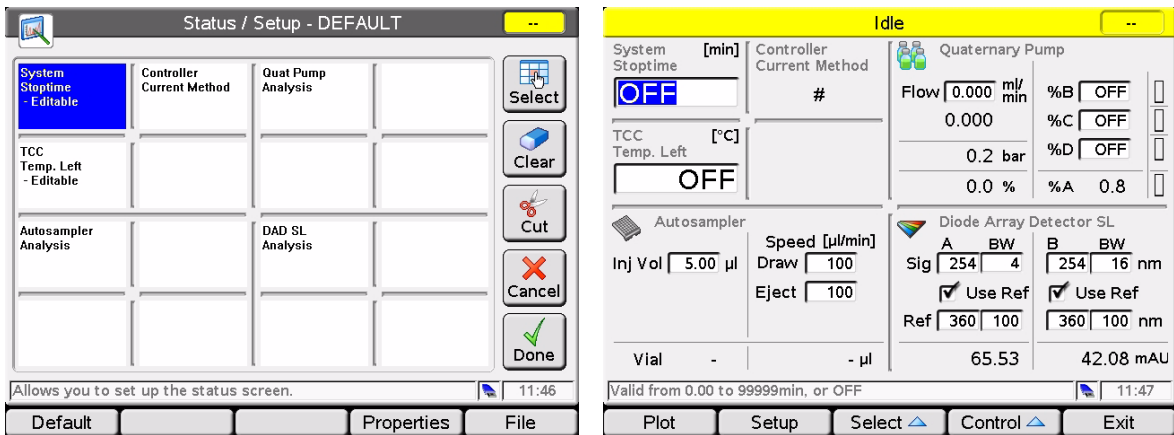 Status / Setup - DEFAULT
--
System
Stoptime
- Editable
Controller
Current Method
Quat Pump
Analysis
Select
TCC
Temp. Left
- Editable
Clear
Cut
Autosampler
Analysis
DAD SL
Analysis
Cancel
Done
Allows you to set up the status screen.
11:46
Default
Properties
File
Idle
--
System [min]
Stoptime
OFF
Controller
Current Method
#
TCC [°C]
Temp. Left
OFF
Quaternary Pump
Flow 0.000 ml/min
0.000
0.2 bar
0.0 %
%B OFF
%C OFF
%D OFF
%A 0.8
Autosampler
Speed [µl/min]
Inj Vol 5.00 µl Draw 100
Eject 100
Vial - - µl
Diode Array Detector SL
A BW B BW
Sig 254 4 254 16 nm
Use Ref Use Ref
Ref 360 100 360 100 nm
65.53 42.08 mAU
Valid from 0.00 to 99999min, or OFF
11:47
Plot
Setup
Select
Control
Exit